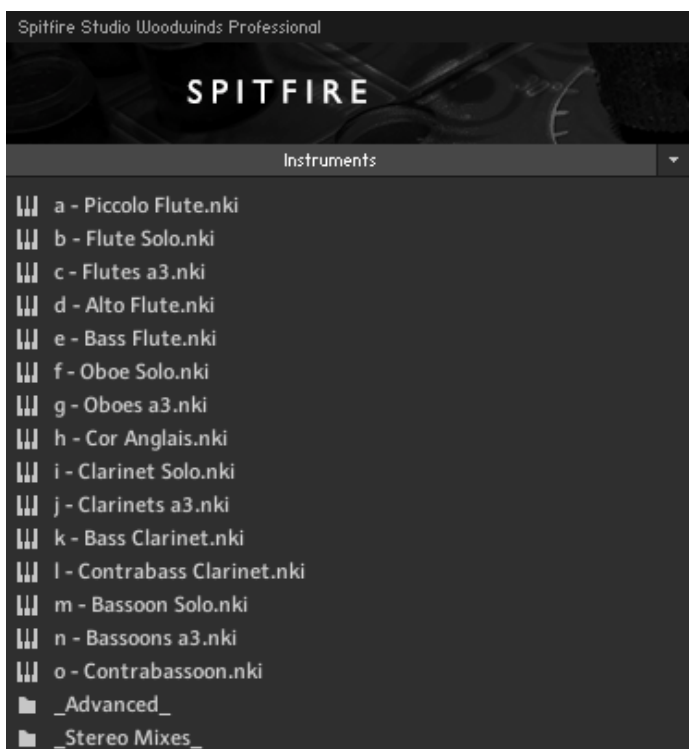 Spitfire Studio Woodwinds Professional
SPITFIRE
Instruments
a - Piccolo Flute.nki
b - Flute Solo.nki
c - Flutes a3.nki
d - Alto Flute.nki
e - Bass Flute.nki
f - Oboe Solo.nki
g - Oboes a3.nki
h - Cor Anglais.nki
i - Clarinet Solo.nki
j - Clarinets a3.nki
k - Bass Clarinet.nki
l - Contrabass Clarinet.nki
m - Bassoon Solo.nki
n - Bassoons a3.nki
o - Contrabassoon.nki
_Advanced_
_Stereo Mixes_